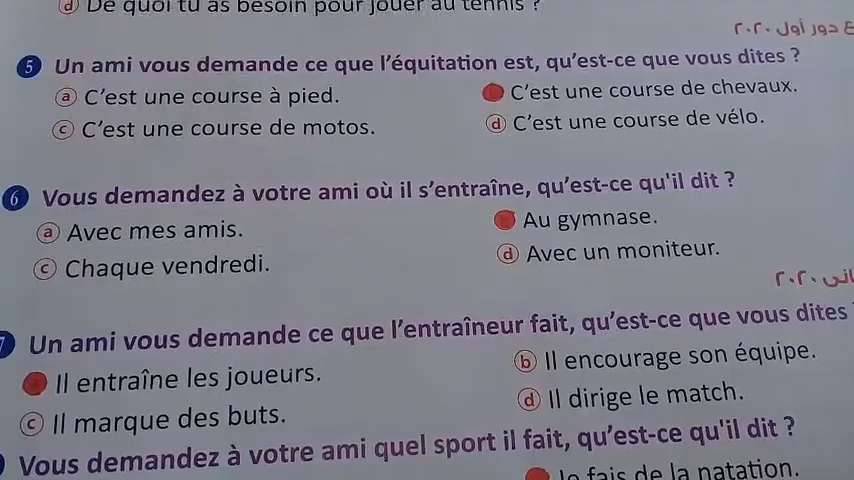 d De quoi tu as besoin pour jouer au tennis ?
ع دور أول ٢٠٢٠
5 Un ami vous demande ce que l'équitation est, qu'est-ce que vous dites ?
a C'est une course à pied.
C'est une course de chevaux.
c C'est une course de motos.
d C'est une course de vélo.
6 Vous demandez à votre ami où il s'entraîne, qu'est-ce qu'il dit ?
a Avec mes amis.
Au gymnase.
c Chaque vendredi.
d Avec un moniteur.
٢٠٢٠
7 Un ami vous demande ce que l'entraîneur fait, qu'est-ce que vous dites ?
Il entraîne les joueurs.
b Il encourage son équipe.
c Il marque des buts.
d Il dirige le match.
Vous demandez à votre ami quel sport il fait, qu'est-ce qu'il dit ?
Je fais de la natation.